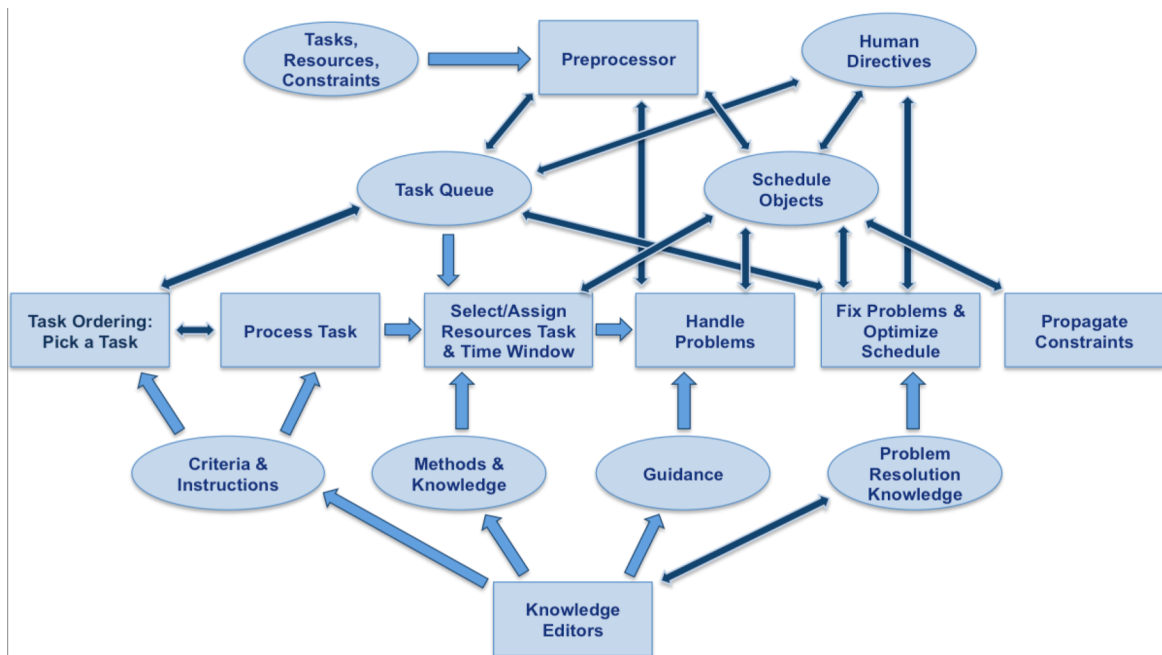 Tasks,
Resources,
Constraints
Preprocessor
Human
Directives
Task Queue
Schedule
Objects
Task Ordering:
Pick a Task
Process Task
Select/Assign
Resources Task
& Time Window
Handle
Problems
Fix Problems &
Optimize
Schedule
Propagate
Constraints
Criteria &
Instructions
Methods &
Knowledge
Guidance
Problem
Resolution
Knowledge
Knowledge
Editors